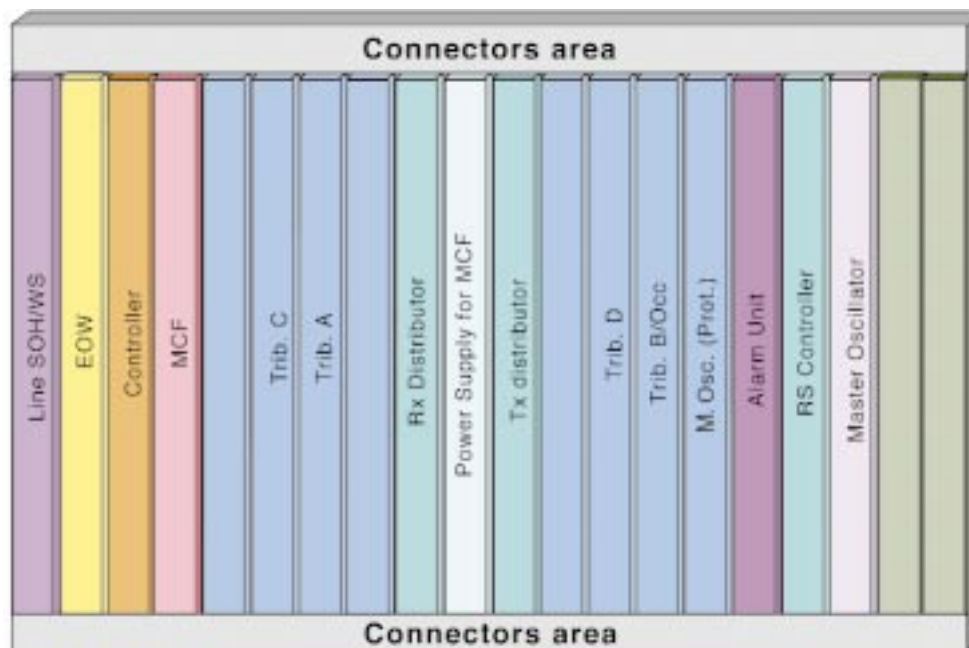 Connectors area
Line SOH/WS
EOW
Controller
MCF
Trib. C
Trib. A
Rx Distributor
Power Supply for MCF
Tx distributor
Trib. D
Trib. B/Occ
M. Osc. (Prot.)
Alarm Unit
RS Controller
Master Oscillator
Connectors area